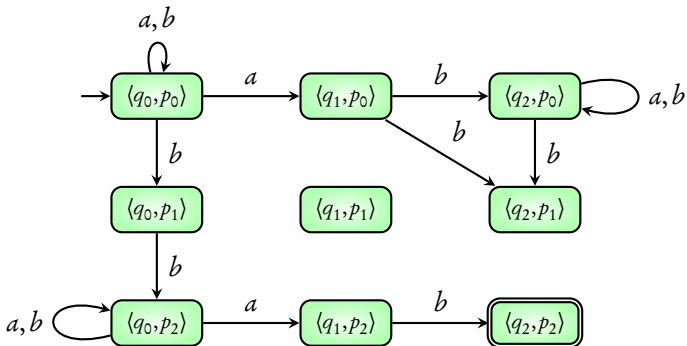 a, b
⟨q₀,p₀⟩ a ⟨q₁,p₀⟩ b ⟨q₂,p₀⟩ a, b
b b b
⟨q₀,p₁⟩ ⟨q₁,p₁⟩ ⟨q₂,p₁⟩
b
a, b ⟨q₀,p₂⟩ a ⟨q₁,p₂⟩ b ⟨q₂,p₂⟩